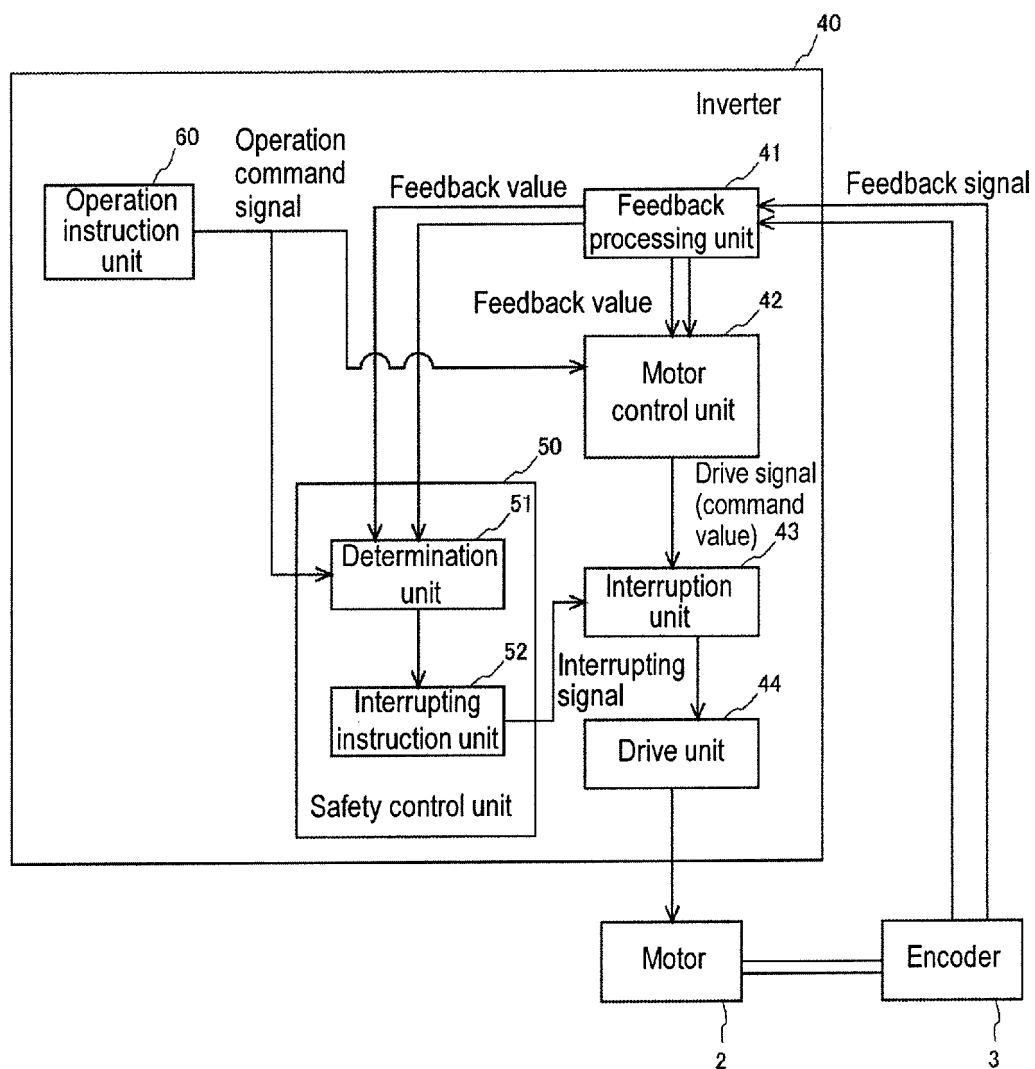 40
Inverter
60
Operation
command
signal
41
Feedback value
Feedback signal
Operation
instruction
unit
Feedback
processing unit
Feedback value
42
Motor
control unit
50
Drive signal
(command
value)
51
43
Determination
unit
Interruption
unit
52
Interrupting
signal
44
Interrupting
instruction unit
Drive unit
Safety control unit
Motor
Encoder
2
3